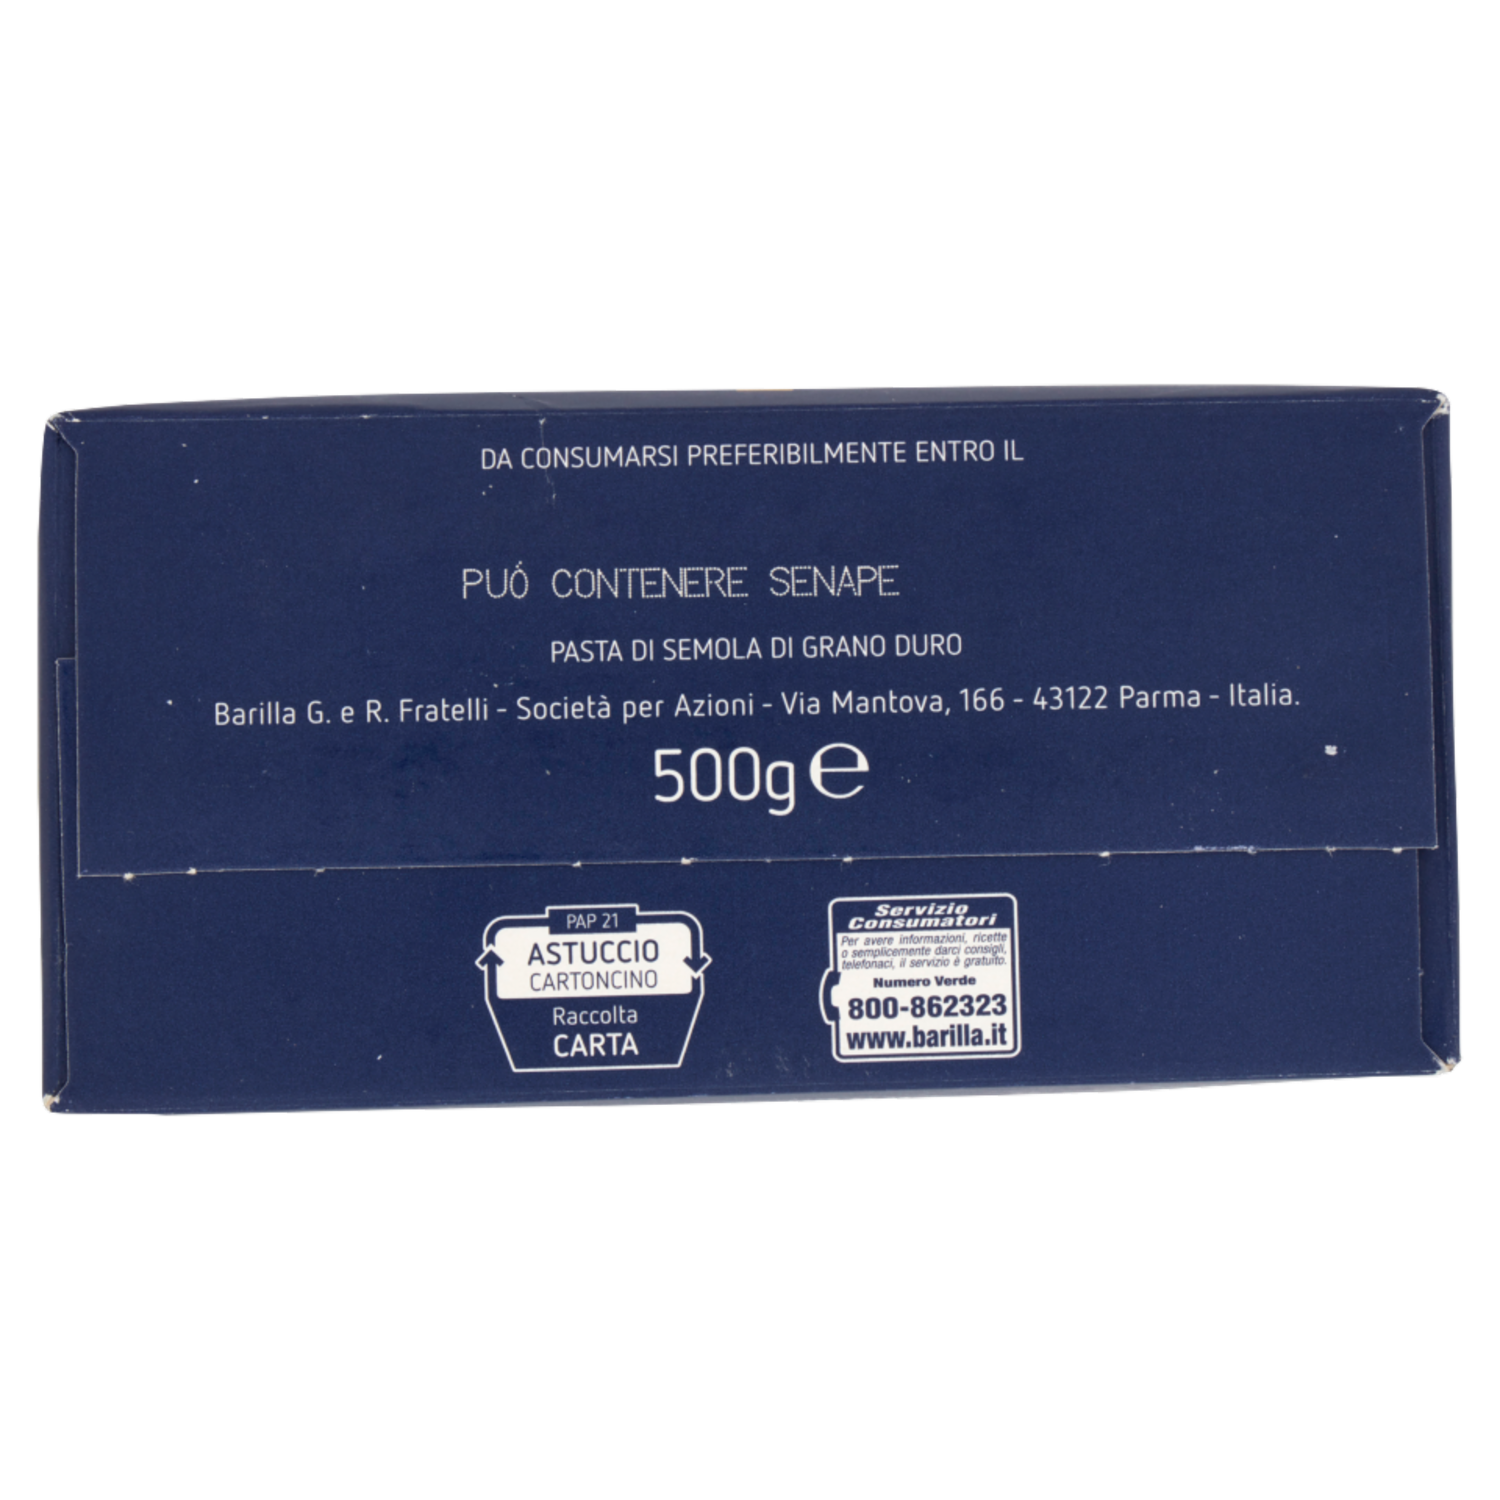 DA CONSUMARSI PREFERIBILMENTE ENTRO IL
PUÓ CONTENERE SENAPE
PASTA DI SEMOLA DI GRANO DURO
Barilla G. e R. Fratelli - Società per Azioni - Via Mantova, 166 - 43122 Parma - Italia.
500g ℮
PAP 21
ASTUCCIO
CARTONCINO
Raccolta
CARTA
Servizio
Consumatori
Per avere informazioni, ricette
o semplicemente darci consigli,
telefonaci, il servizio è gratuito.
Numero Verde
800-862323
www.barilla.it